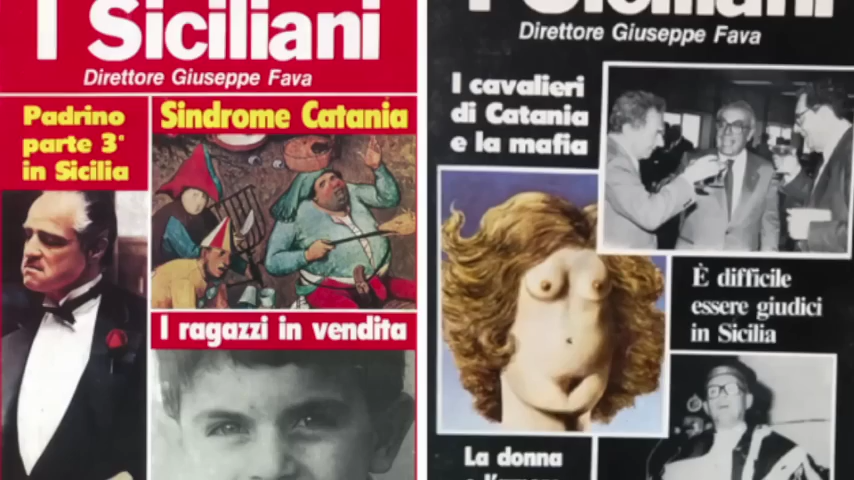 I Siciliani
Direttore Giuseppe Fava
Padrino
parte 3ª
in Sicilia
Sindrome Catania
I ragazzi in vendita
I Siciliani
Direttore Giuseppe Fava
I cavalieri
di Catania
e la mafia
È difficile
essere giudici
in Sicilia
La donna